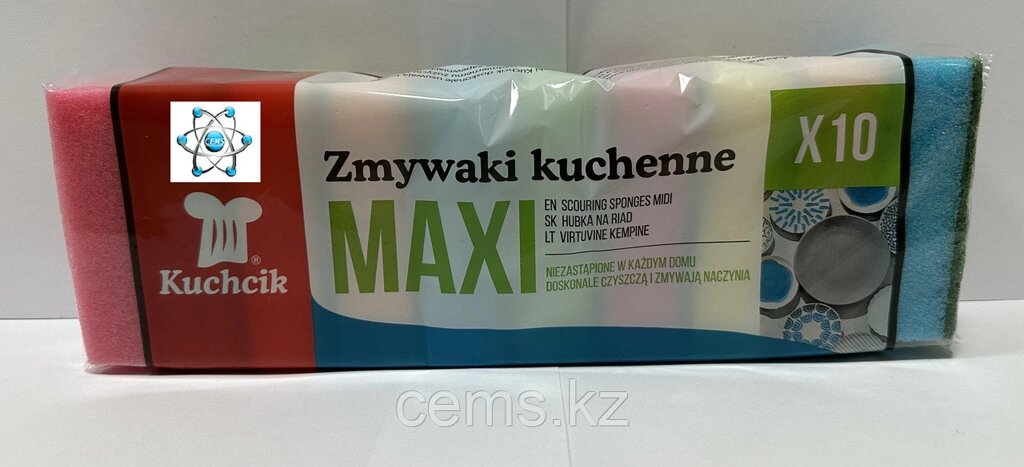 CEMS
Kuchcik®
Zmywaki kuchenne
MAXI
EN SCOURING SPONGES MIDI
SK HUBKA NA RIAD
LT VIRTUVINE KEMPINE
NIEZASTĄPIONE W KAŻDYM DOMU
DOSKONALE CZYSZCZĄ I ZMYWAJĄ NACZYNIA
X10
cems.kz